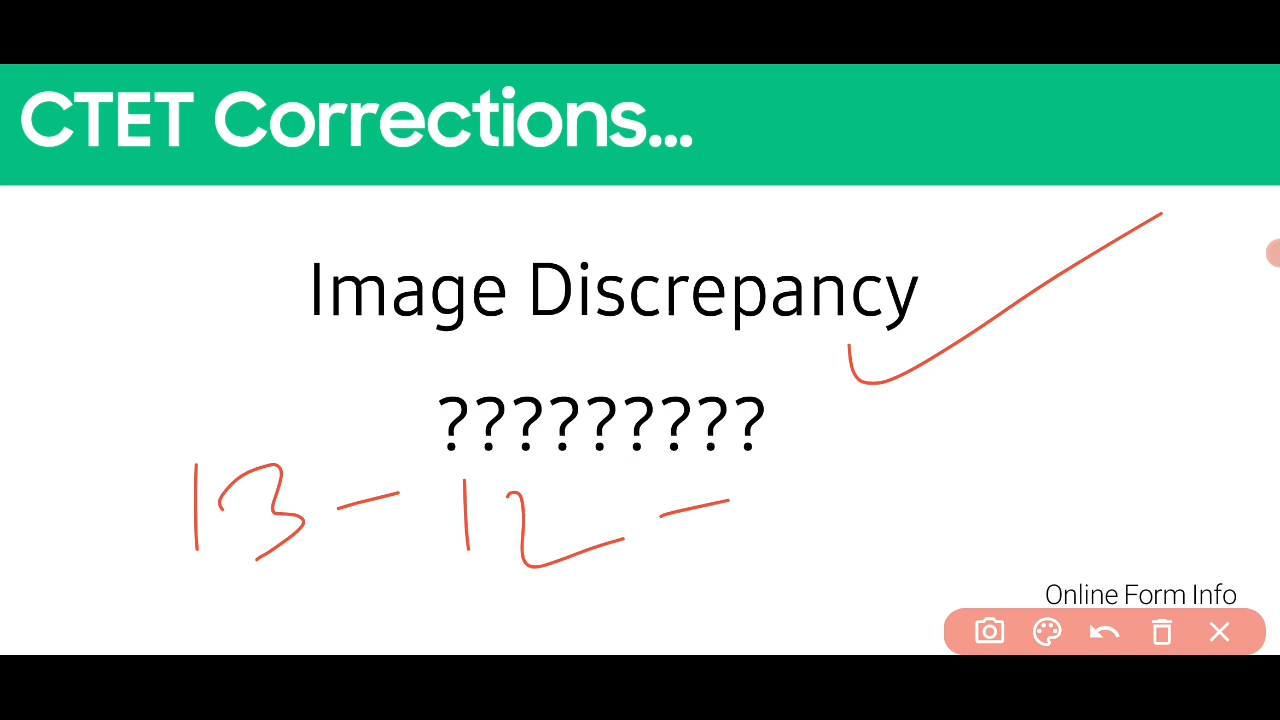 CTET Corrections...
Image Discrepancy
?????????
13 - 12 -
Online Form Info